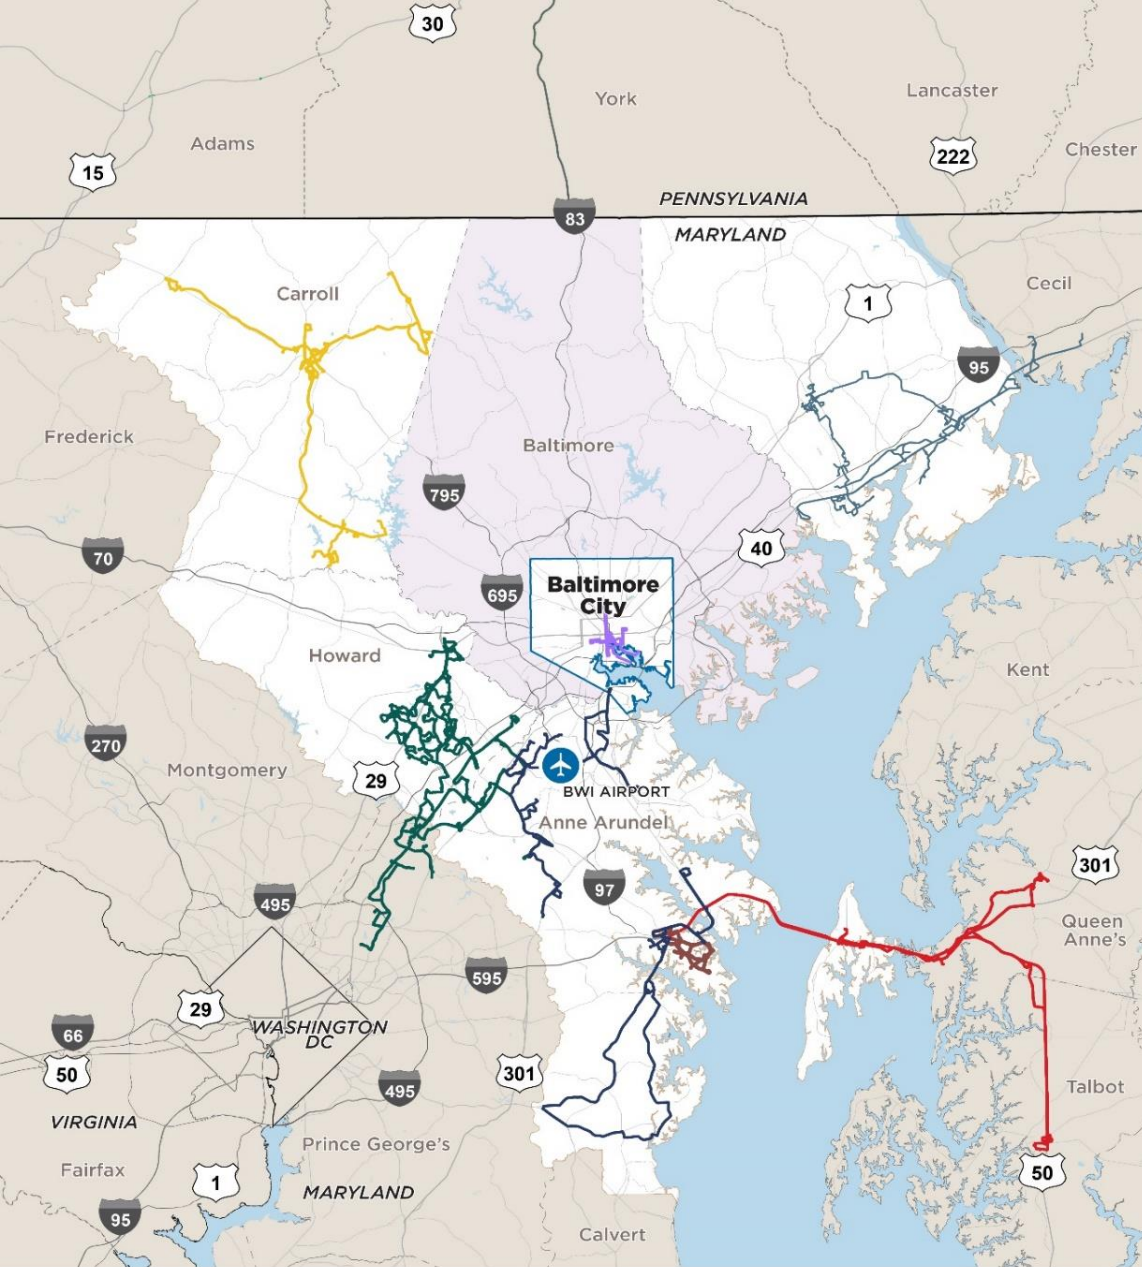 30
York
Lancaster
Adams
222
Chester
15
PENNSYLVANIA
83
MARYLAND
Cecil
Carroll
1
95
Frederick
Baltimore
795
40
70
Baltimore
City
695
Howard
Kent
270
Montgomery
29
BWI AIRPORT
Anne Arundel
301
97
495
Queen
Anne's
595
29
WASHINGTON
DC
66
50
301
495
Talbot
VIRGINIA
Prince George's
Fairfax
1
50
MARYLAND
95
Calvert